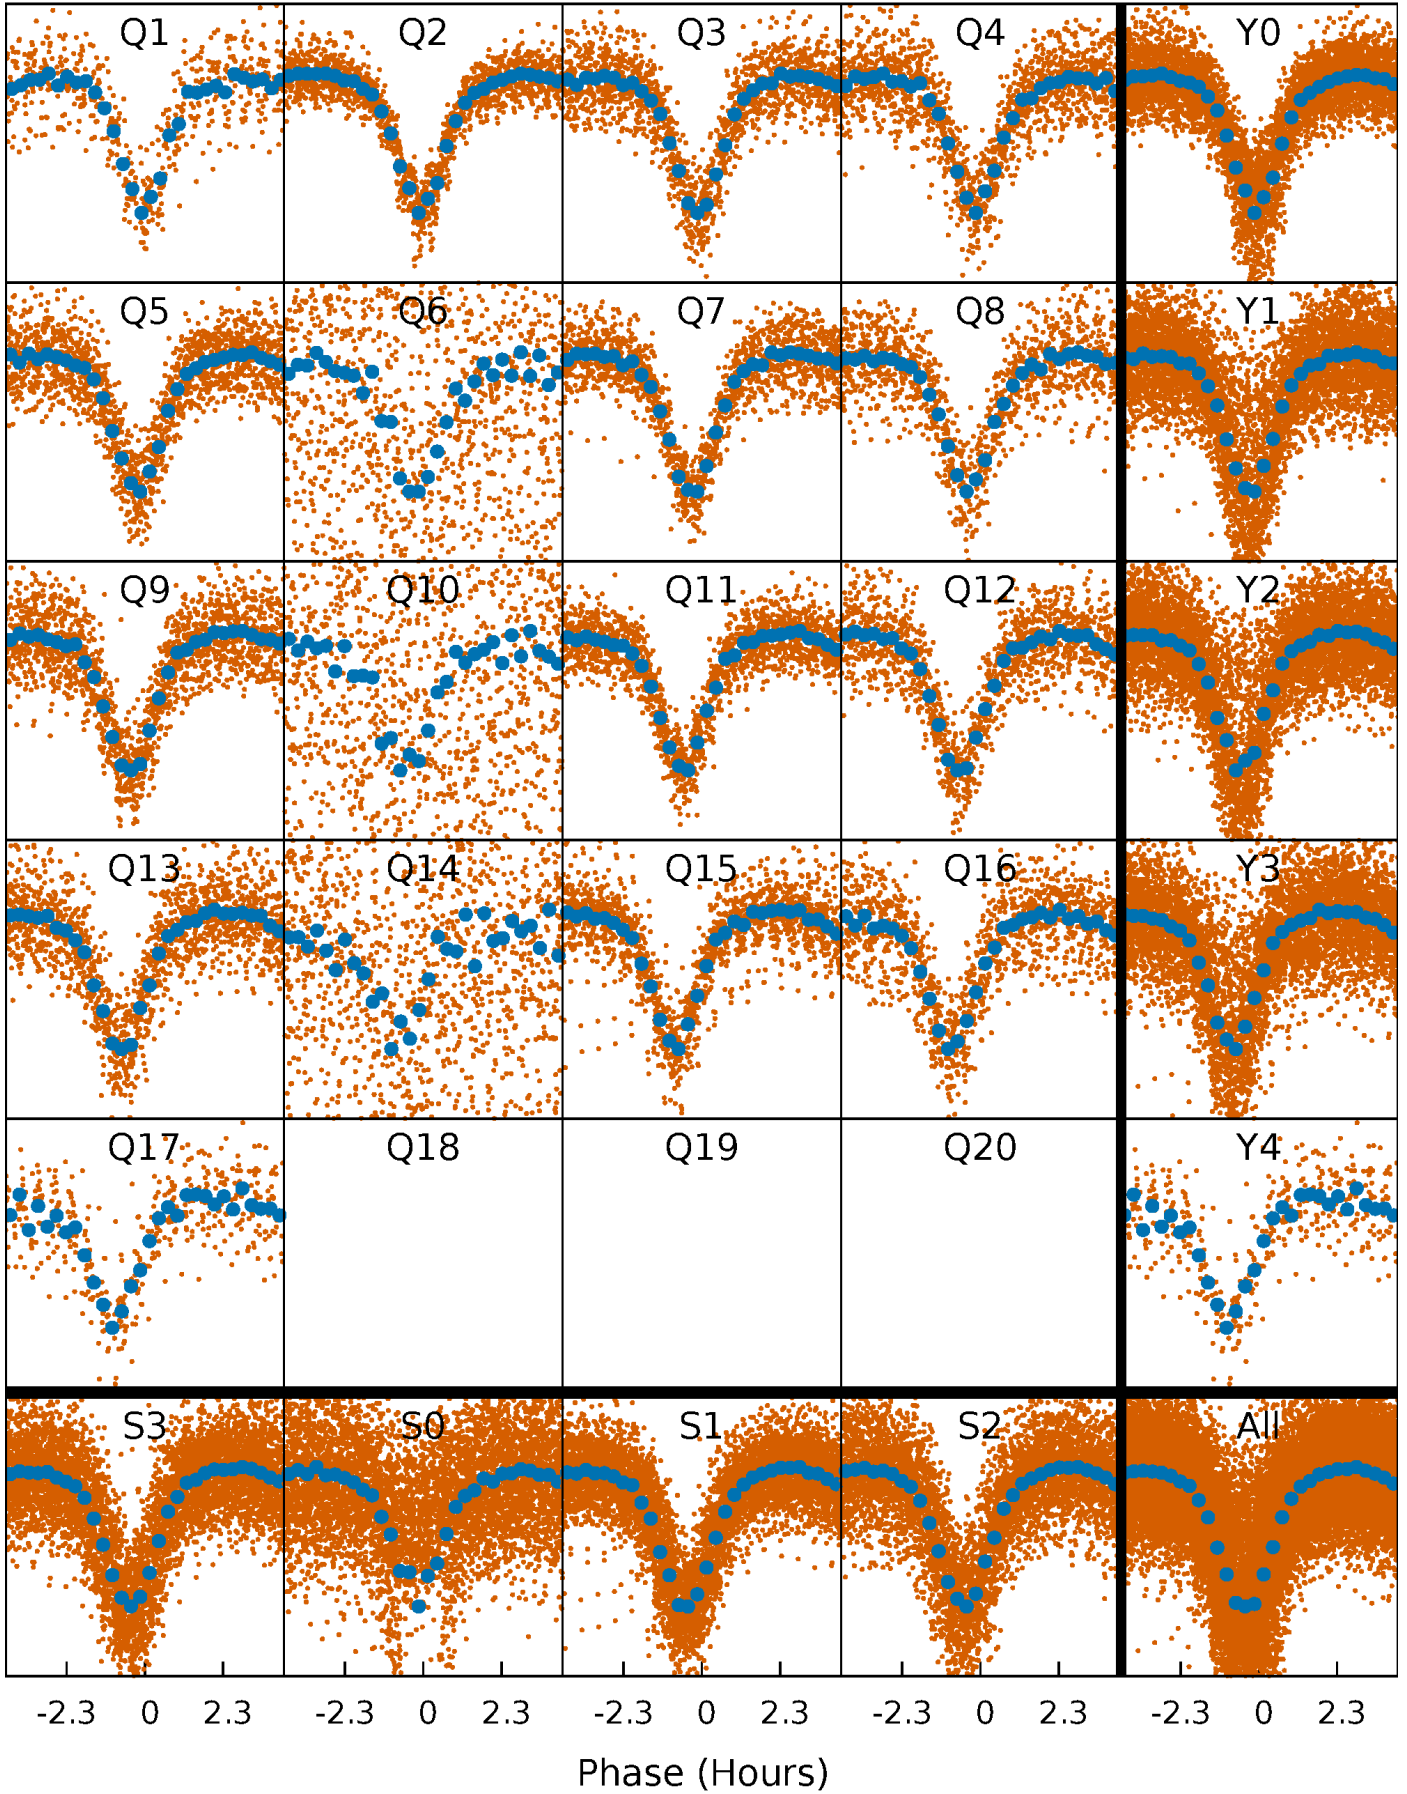 Q1 Q2 Q3 Q4 Y0
Q5 Q6 Q7 Q8 Y1
Q9 Q10 Q11 Q12 Y2
Q13 Q14 Q15 Q16 Y3
Q17 Q18 Q19 Q20 Y4
S3 S0 S1 S2 All
-2.3 0 2.3 -2.3 0 2.3 -2.3 0 2.3 -2.3 0 2.3 -2.3 0 2.3
Phase (Hours)